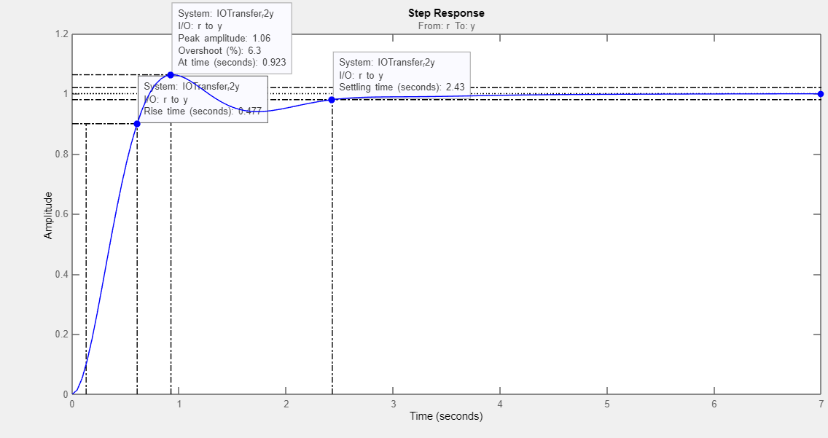 Step Response
From: r To: y
System: IOTransfer_r2y
I/O: r to y
Peak amplitude: 1.06
Overshoot (%): 6.3
At time (seconds): 0.923
System: IOTransfer_r2y
I/O: r to y
Settling time (seconds): 2.43
System: IOTransfer_r2y
I/O: r to y
Rise time (seconds): 0.477
Amplitude
1.2
1
0.8
0.6
0.4
0.2
0
0 1 2 3 4 5 6 7
Time (seconds)